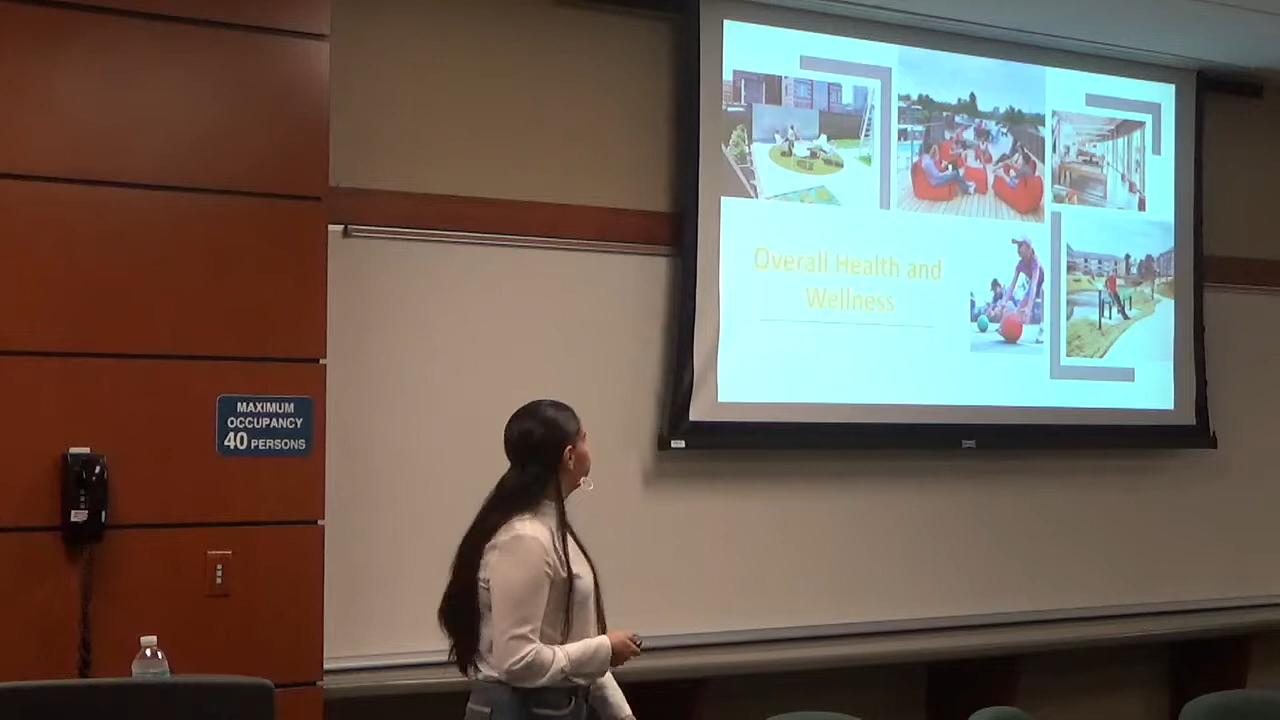 Overall Health and
Wellness
MAXIMUM
OCCUPANCY
40 PERSONS